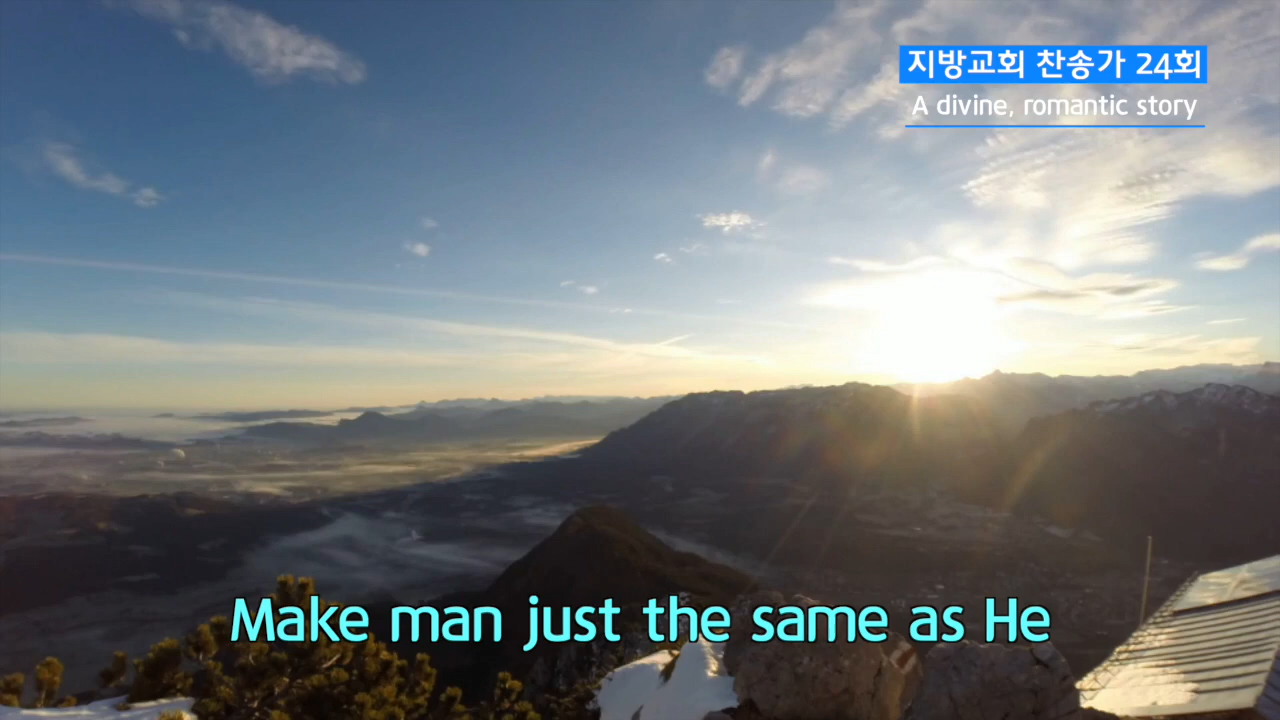 지방교회 찬송가 24회
A divine, romantic story
Make man just the same as He